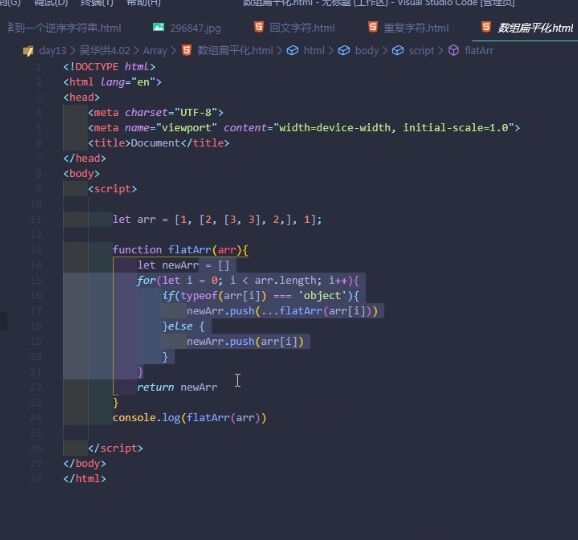 (G) 调试(D) 终端(T) 帮助(H) 数组扁平化.html - 无标题 (工作区) - Visual Studio Code [管理员]
拿到一个逆序字符串.html 296847.jpg 回文字符.html 重复字符.html 数组扁平化.html
day13 > 吴华洪4.02 > Array > 数组扁平化.html > html > body > script > flatArr
1 <!DOCTYPE html>
2 <html lang="en">
3 <head>
4 <meta charset="UTF-8">
5 <meta name="viewport" content="width=device-width, initial-scale=1.0">
6 <title>Document</title>
7 </head>
8 <body>
9 <script>
10
11 let arr = [1, [2, [3, 3], 2,], 1];
12
13 function flatArr(arr){
14 let newArr = []
15 for(let i = 0; i < arr.length; i++){
16 if(typeof(arr[i]) === 'object'){
17 newArr.push(...flatArr(arr[i]))
18 }else {
19 newArr.push(arr[i])
20 }
21 }
22 return newArr
23 }
24 console.log(flatArr(arr))
25
26 </script>
27 </body>
28 </html>